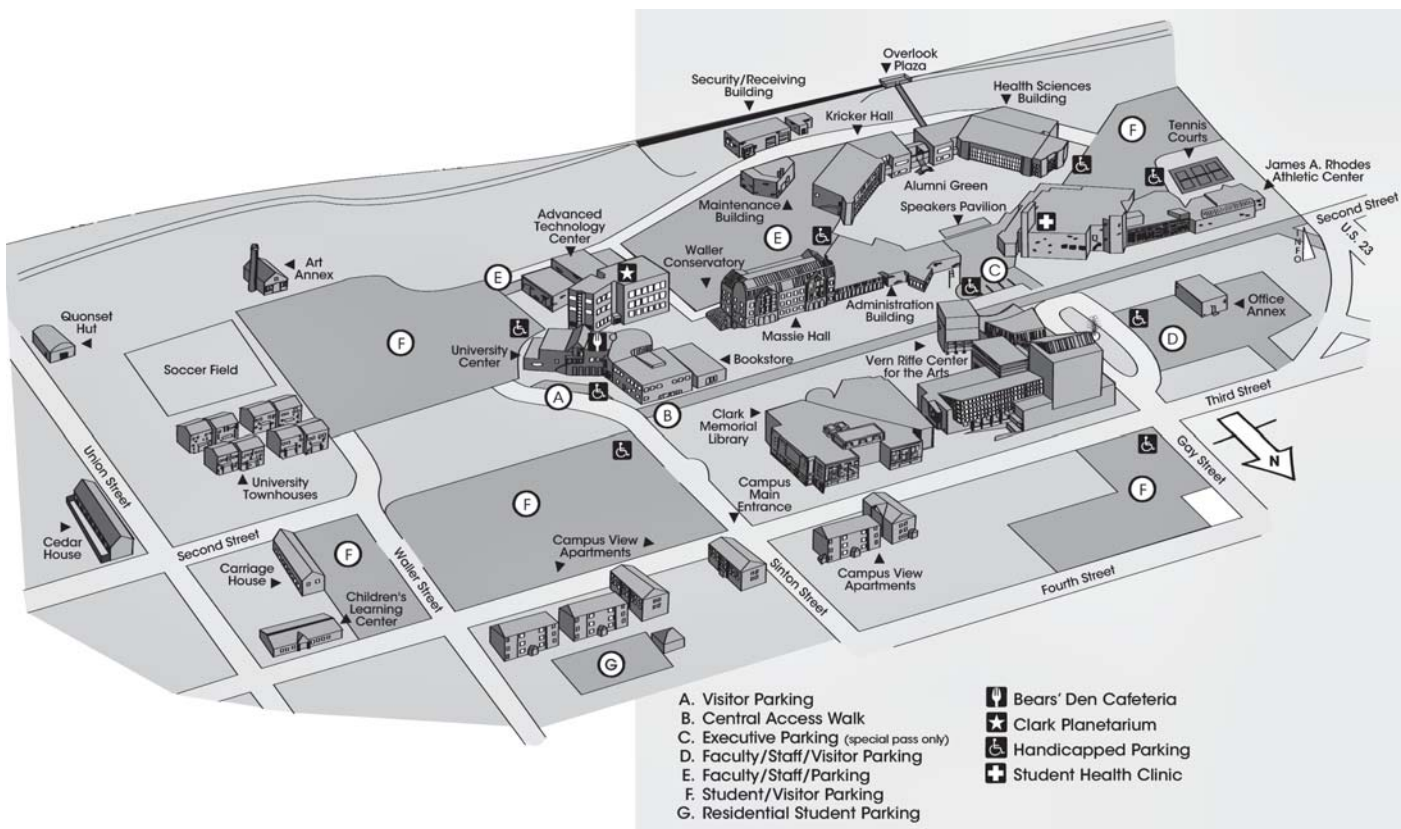 Overlook
Plaza
Security/Receiving
Building
Health Sciences
Building
Kricker Hall
F
Tennis
Courts
James A. Rhodes
Athletic Center
Alumni Green
Maintenance
Building
Speakers Pavilion
Second Street
U.S. 23
INFO
Advanced
Technology
Center
E
Waller
Conservatory
Art
Annex
E
C
Administration
Building
Office
Annex
Quonset
Hut
F
Massie Hall
D
University
Center
Bookstore
Vern Riffe Center
for the Arts
Soccer Field
A
B
Clark
Memorial
Library
Third Street
Gay Street
N
Union Street
University
Townhouses
Campus
Main
Entrance
F
F
Cedar
House
Second Street
Carriage
House
F
Waller Street
Campus View
Apartments
Sinton Street
Campus View
Apartments
Fourth Street
Children's
Learning
Center
G
A. Visitor Parking
B. Central Access Walk
C. Executive Parking (special pass only)
D. Faculty/Staff/Visitor Parking
E. Faculty/Staff/Parking
F. Student/Visitor Parking
G. Residential Student Parking
Bears' Den Cafeteria
Clark Planetarium
Handicapped Parking
Student Health Clinic